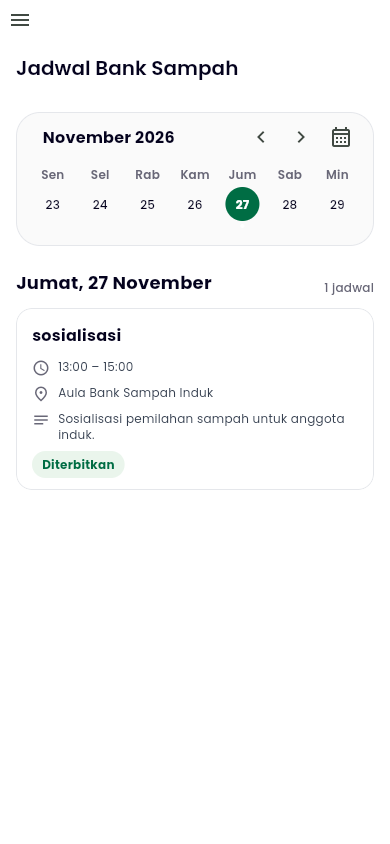 Jadwal Bank Sampah
November 2026
Sen Sel Rab Kam Jum Sab Min
23 24 25 26 27 28 29
Jumat, 27 November
1 jadwal
sosialisasi
13:00 – 15:00
Aula Bank Sampah Induk
Sosialisasi pemilahan sampah untuk anggota
induk.
Diterbitkan